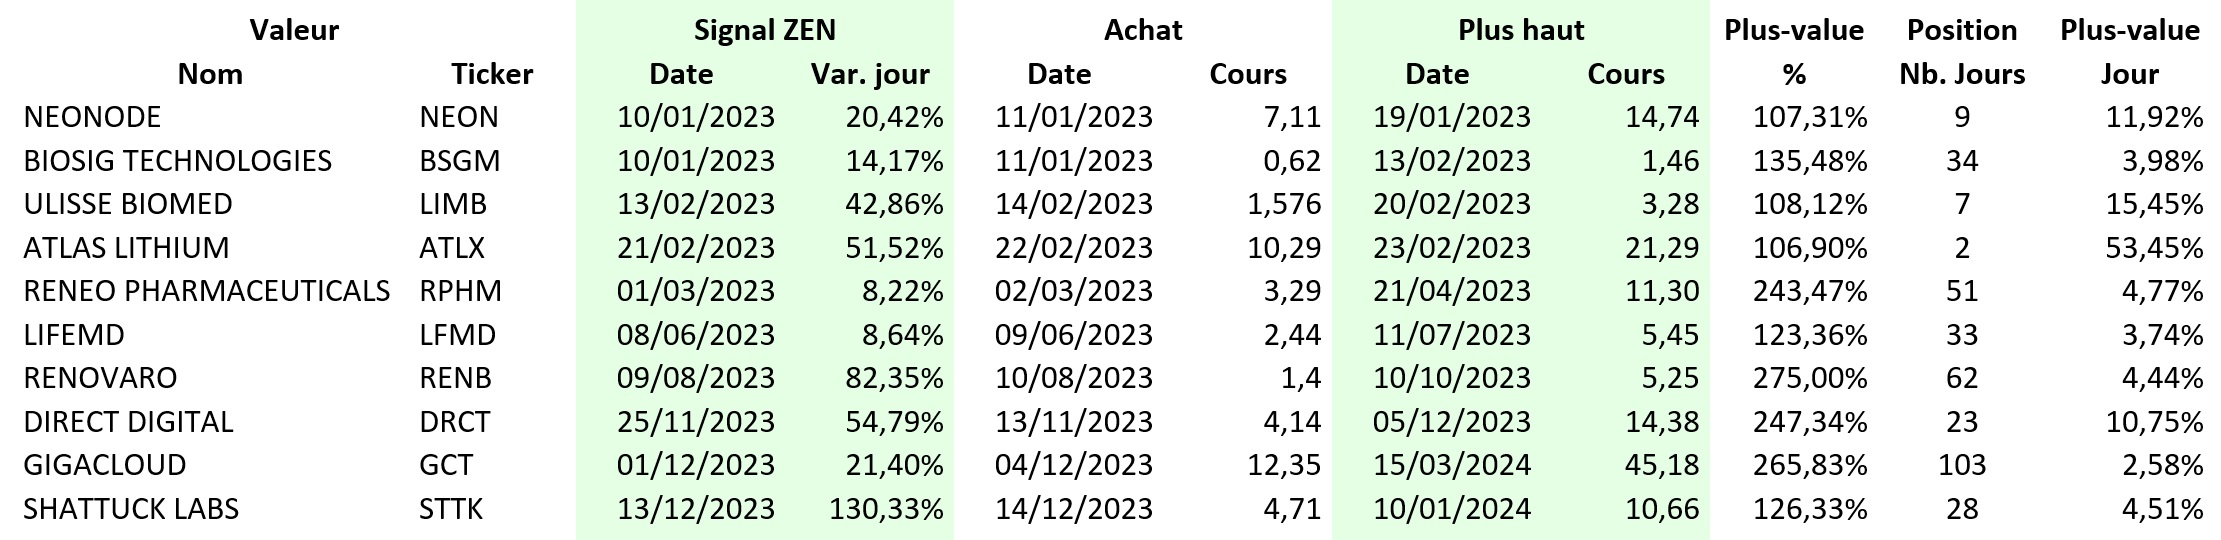 Valeur Signal ZEN Achat Plus haut Plus-value Position Plus-value
Nom Ticker Date Var. jour Date Cours Date Cours % Nb. Jours Jour
NEONODE NEON 10/01/2023 20,42% 11/01/2023 7,11 19/01/2023 14,74 107,31% 9 11,92%
BIOSIG TECHNOLOGIES BSGM 10/01/2023 14,17% 11/01/2023 0,62 13/02/2023 1,46 135,48% 34 3,98%
ULISSE BIOMED LIMB 13/02/2023 42,86% 14/02/2023 1,576 20/02/2023 3,28 108,12% 7 15,45%
ATLAS LITHIUM ATLX 21/02/2023 51,52% 22/02/2023 10,29 23/02/2023 21,29 106,90% 2 53,45%
RENEO PHARMACEUTICALS RPHM 01/03/2023 8,22% 02/03/2023 3,29 21/04/2023 11,30 243,47% 51 4,77%
LIFEMD LFMD 08/06/2023 8,64% 09/06/2023 2,44 11/07/2023 5,45 123,36% 33 3,74%
RENOVARO RENB 09/08/2023 82,35% 10/08/2023 1,4 10/10/2023 5,25 275,00% 62 4,44%
DIRECT DIGITAL DRCT 25/11/2023 54,79% 13/11/2023 4,14 05/12/2023 14,38 247,34% 23 10,75%
GIGACLOUD GCT 01/12/2023 21,40% 04/12/2023 12,35 15/03/2024 45,18 265,83% 103 2,58%
SHATTUCK LABS STTK 13/12/2023 130,33% 14/12/2023 4,71 10/01/2024 10,66 126,33% 28 4,51%